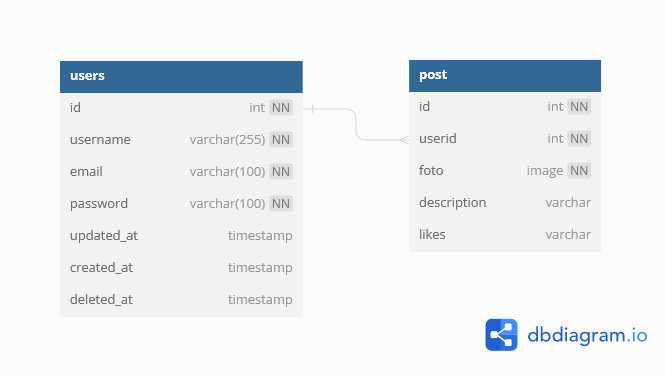 users
id int NN
username varchar(255) NN
email varchar(100) NN
password varchar(100) NN
updated_at timestamp
created_at timestamp
deleted_at timestamp
post
id int NN
userid int NN
foto image NN
description varchar
likes varchar
dbdiagram.io